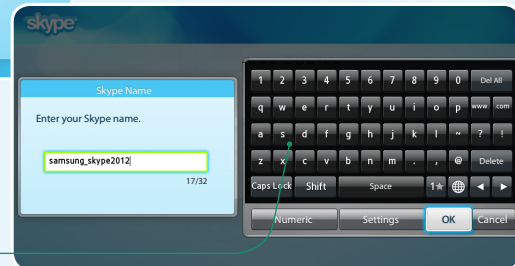 skype
Skype Name
Enter your Skype name.
samsung_skype2012
17/32
1 2 3 4 5 6 7 8 9 0 Del All
q w e r t y u i o p www. .com
a s d f g h j k l ~ ? !
z x c v b n m . , @ Delete
Caps Lock Shift Space 1★ ◄ ►
Numeric Settings OK Cancel